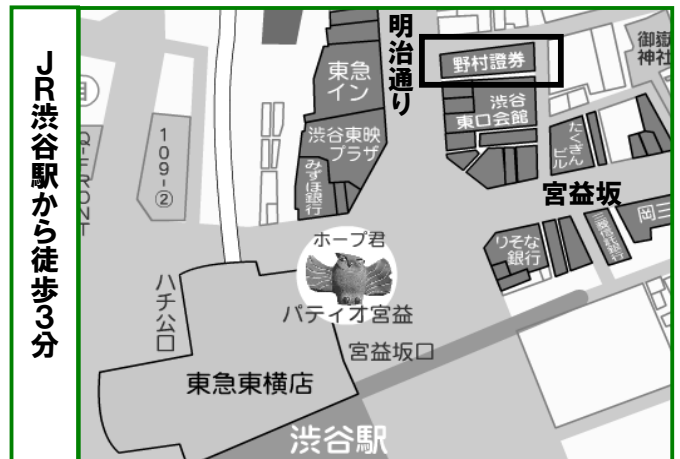 JR渋谷駅から徒歩3分
明治通り
野村證券
御嶽
神社
東急
イン
渋谷
東口会館
渋谷東映
プラザ
みずほ銀行
たくぎん
ビル
宮益坂
岡三
三菱信託銀行
りそな
銀行
Q-FRONT
109-②
ホープ君
パティオ宮益
ハチ公口
宮益坂口
東急東横店
渋谷駅